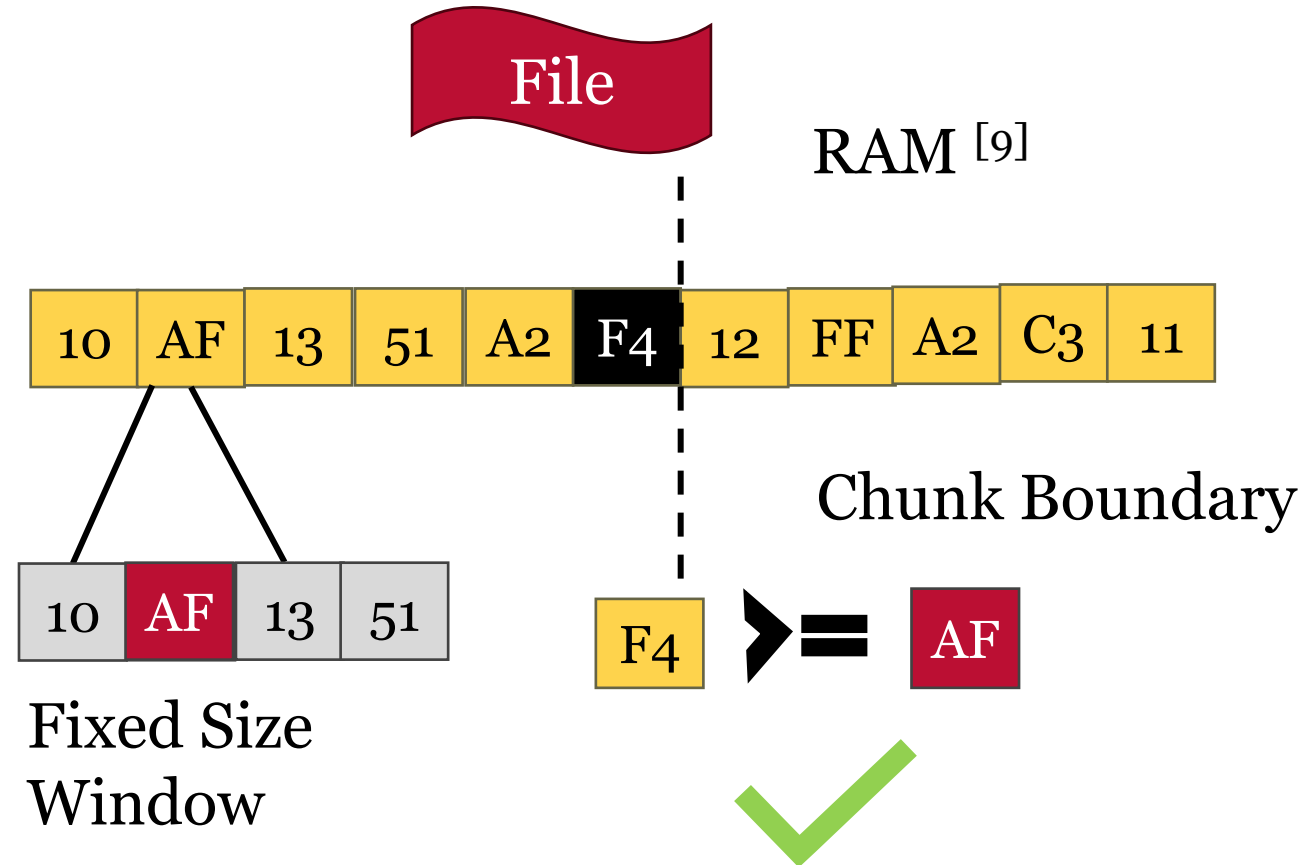 File
RAM [9]
10 AF 13 51 A2 F4 12 FF A2 C3 11
Chunk Boundary
10 AF 13 51
F4 >= AF
Fixed Size
Window